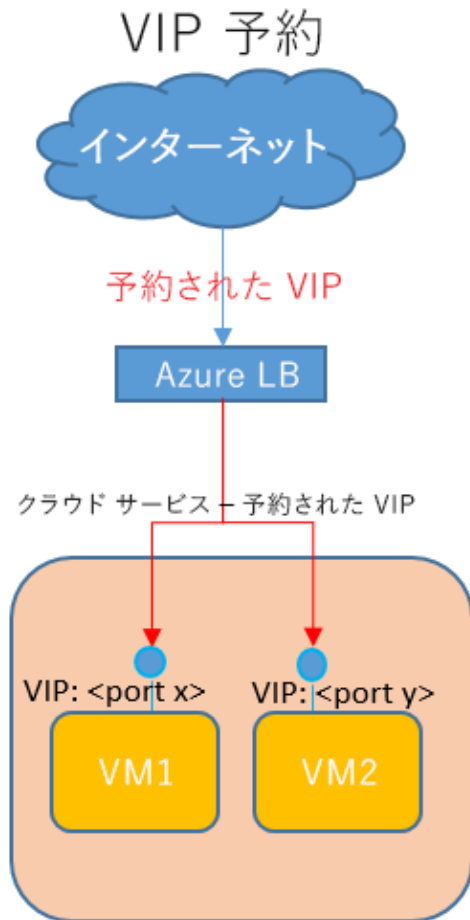 VIP 予約
インターネット
予約された VIP
Azure LB
クラウド サービス – 予約された VIP
VIP: <port x>
VIP: <port y>
VM1
VM2